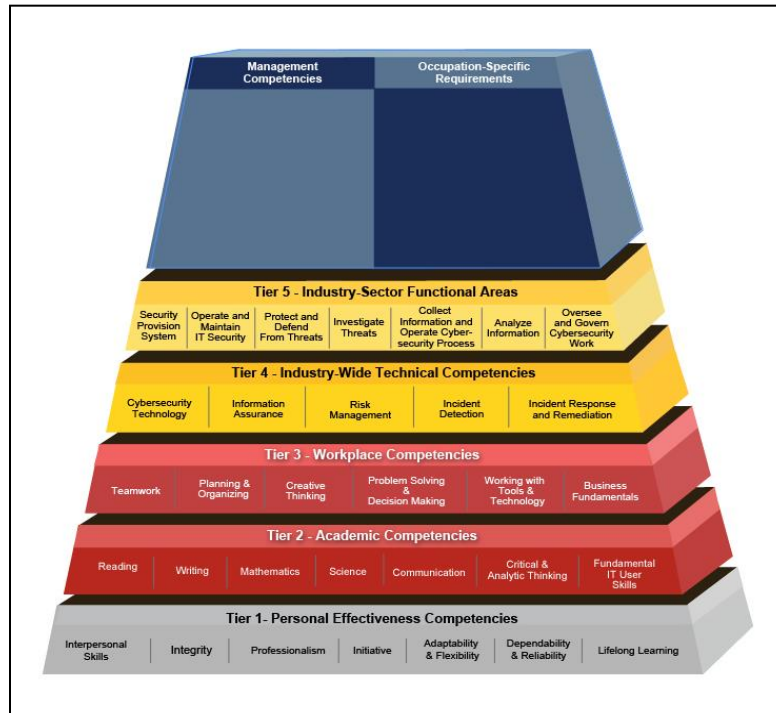 Management
Competencies
Occupation-Specific
Requirements
Tier 5 - Industry-Sector Functional Areas
Security
Provision
System
Operate and
Maintain
IT Security
Protect and
Defend
From Threats
Investigate
Threats
Collect
Information and
Operate Cyber-
security Process
Analyze
Information
Oversee
and Govern
Cybersecurity
Work
Tier 4 - Industry-Wide Technical Competencies
Cybersecurity
Technology
Information
Assurance
Risk
Management
Incident
Detection
Incident Response
and Remediation
Tier 3 - Workplace Competencies
Teamwork
Planning &
Organizing
Creative
Thinking
Problem Solving
&
Decision Making
Working with
Tools &
Technology
Business
Fundamentals
Tier 2 - Academic Competencies
Reading
Writing
Mathematics
Science
Communication
Critical &
Analytic Thinking
Fundamental
IT User
Skills
Tier 1- Personal Effectiveness Competencies
Interpersonal
Skills
Integrity
Professionalism
Initiative
Adaptability
& Flexibility
Dependability
& Reliability
Lifelong Learning